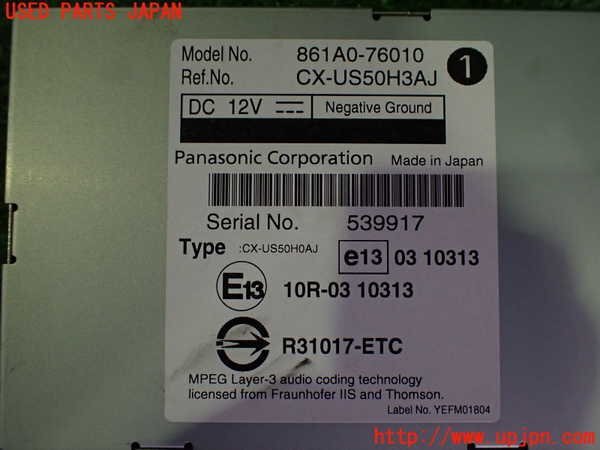 USED PARTS JAPAN
Model No. 861A0-76010
Ref.No. CX-US50H3AJ
1
DC 12V Negative Ground
Panasonic Corporation Made in Japan
Serial No. 539917
Type :CX-US50H0AJ e13 03 10313
E13 10R-03 10313
R31017-ETC
MPEG Layer-3 audio coding technology
licensed from Fraunhofer IIS and Thomson.
Label No. YEFM01804
http://www.upjpn.com